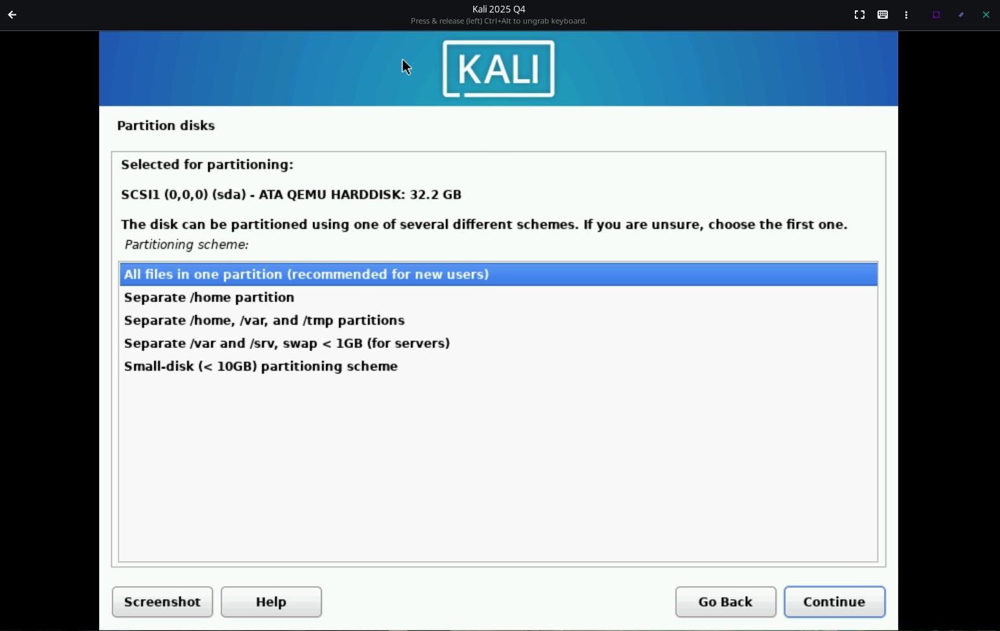 Kali 2025 Q4
Press & release (left) Ctrl+Alt to ungrab keyboard.
KALI
Partition disks
Selected for partitioning:
SCSI1 (0,0,0) (sda) - ATA QEMU HARDDISK: 32.2 GB
The disk can be partitioned using one of several different schemes. If you are unsure, choose the first one.
Partitioning scheme:
All files in one partition (recommended for new users)
Separate /home partition
Separate /home, /var, and /tmp partitions
Separate /var and /srv, swap < 1GB (for servers)
Small-disk (< 10GB) partitioning scheme
Screenshot Help Go Back Continue